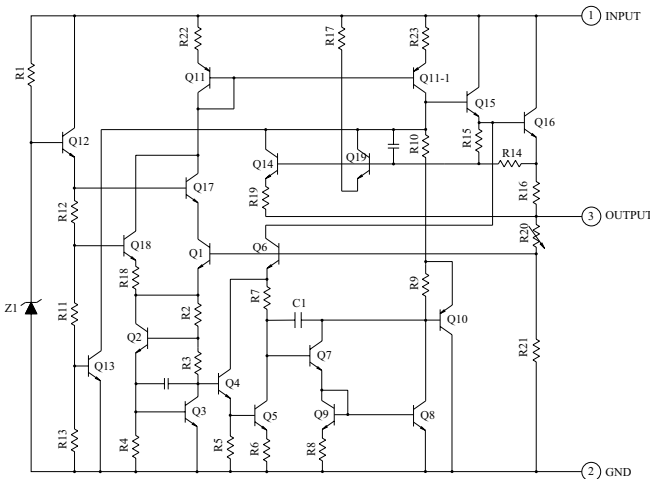 1 INPUT
R1
R22
R17
R23
Q11
Q11-1
Q15
Q16
Q12
R10
R15
Q14
Q19
R14
Q17
R19
R16
R12
3 OUTPUT
Q18
Q1
Q6
R20
R18
R7
R9
Z1
R11
R2
C1
Q10
Q2
R21
Q13
R3
Q4
Q7
Q3
Q5
Q9
Q8
R13
R4
R5
R6
R8
2 GND